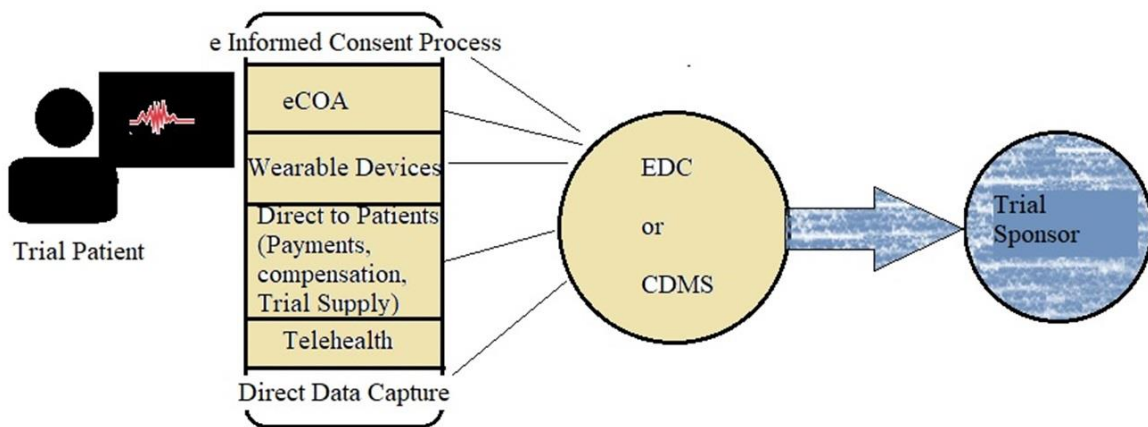 e Informed Consent Process
eCOA
Wearable Devices
Direct to Patients
(Payments,
compensation,
Trial Supply)
Telehealth
Direct Data Capture
Trial Patient
EDC
or
CDMS
Trial
Sponsor